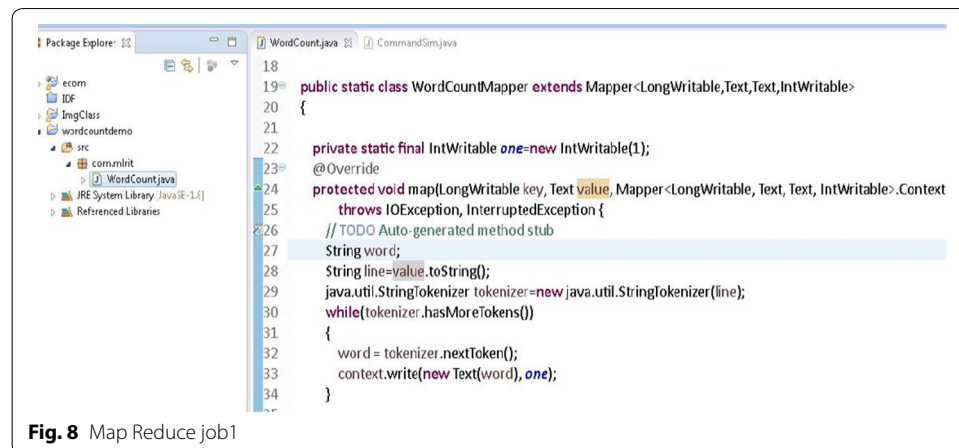 Package Explorer
ecom
IDF
ImgClass
wordcountdemo
src
com.mlrit
WordCount.java
JRE System Library [JavaSE-1.8]
Referenced Libraries
WordCount.java CommandSim.java
18
19 public static class WordCountMapper extends Mapper<LongWritable,Text,Text,IntWritable>
20 {
21
22 private static final IntWritable one=new IntWritable(1);
23 @Override
24 protected void map(LongWritable key, Text value, Mapper<LongWritable, Text, Text, IntWritable>.Context
25 throws IOException, InterruptedException {
26 // TODO Auto-generated method stub
27 String word;
28 String line=value.toString();
29 java.util.StringTokenizer tokenizer=new java.util.StringTokenizer(line);
30 while(tokenizer.hasMoreTokens())
31 {
32 word = tokenizer.nextToken();
33 context.write(new Text(word), one);
34 }
Fig. 8 Map Reduce job1